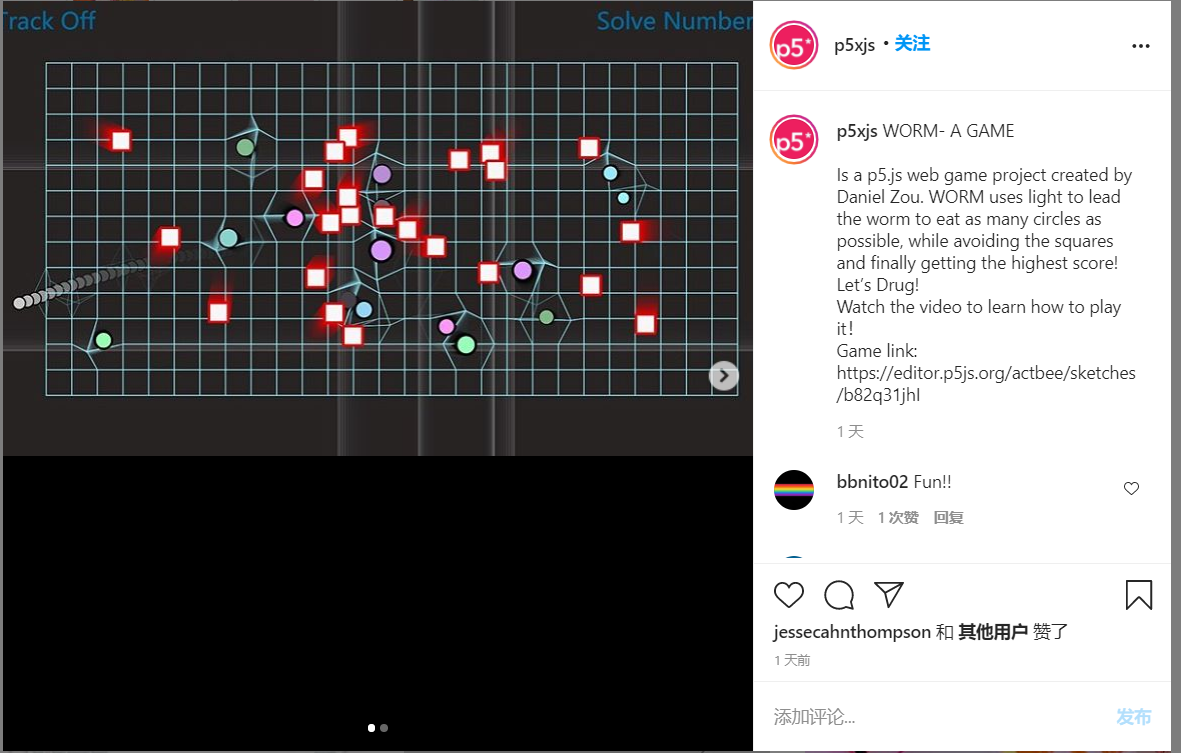 Track Off
Solve Number
p5*
p5xjs • 关注
p5*
p5xjs WORM- A GAME
Is a p5.js web game project created by
Daniel Zou. WORM uses light to lead
the worm to eat as many circles as
possible, while avoiding the squares
and finally getting the highest score!
Let’s Drug!
Watch the video to learn how to play
it!
Game link:
https://editor.p5js.org/actbee/sketches
/b82q31jhI
1 天
bbnito02 Fun!!
1 天 1 次赞 回复
jessecahnthompson 和 其他用户 赞了
1 天前
添加评论... 发布